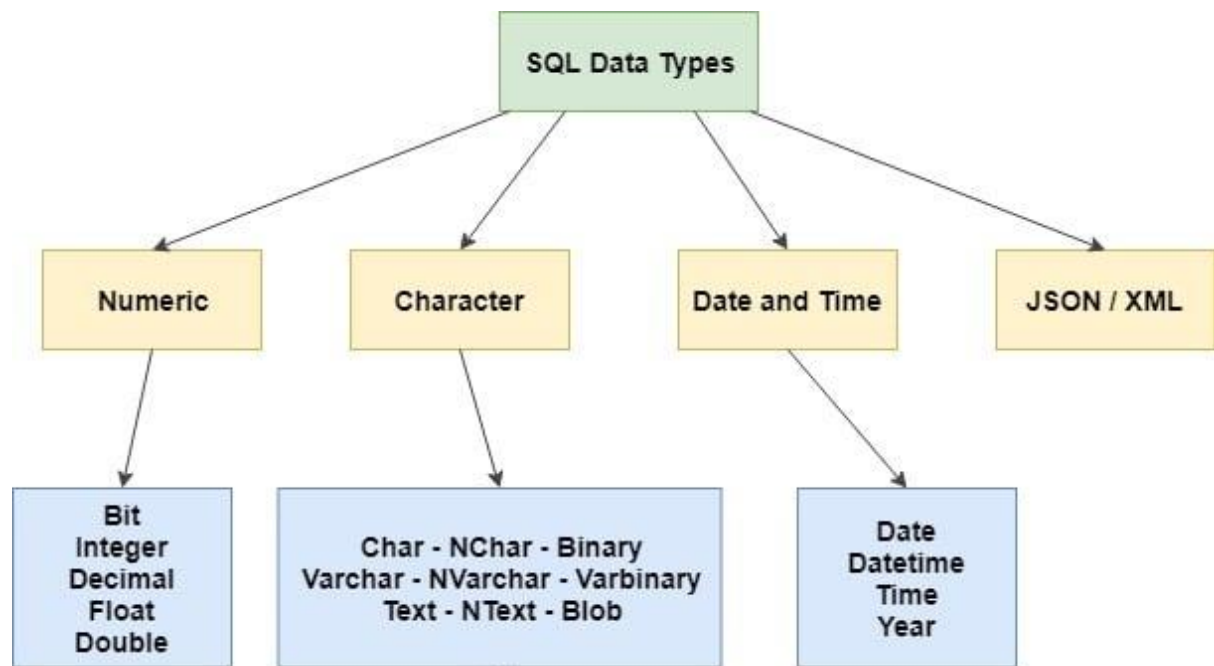 SQL Data Types
Numeric
Character
Date and Time
JSON / XML
Bit
Integer
Decimal
Float
Double
Char - NChar - Binary
Varchar - NVarchar - Varbinary
Text - NText - Blob
Date
Datetime
Time
Year